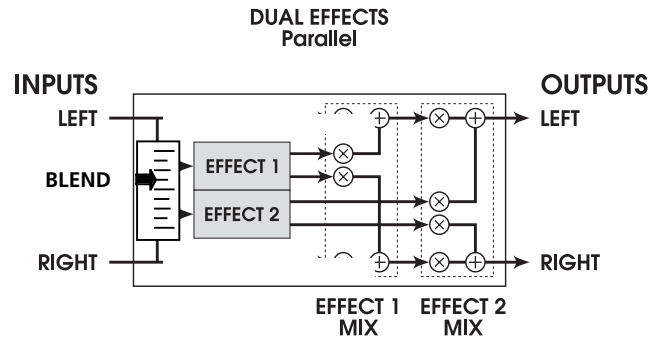 DUAL EFFECTS
Parallel
INPUTS
OUTPUTS
LEFT
LEFT
BLEND
EFFECT 1
EFFECT 2
RIGHT
RIGHT
EFFECT 1
MIX
EFFECT 2
MIX